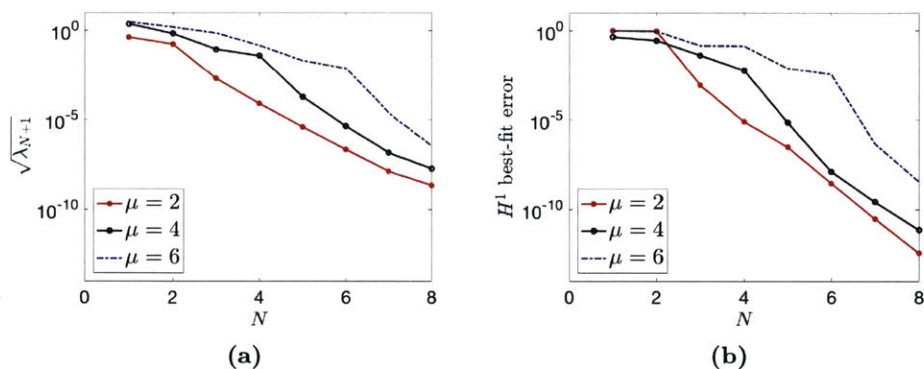 10^0
10^-5
10^-10
√λ_{N+1}
μ = 2
μ = 4
μ = 6
0 2 4 6 8
N
(a)
10^0
10^-5
10^-10
H^1 best-fit error
μ = 2
μ = 4
μ = 6
0 2 4 6 8
N
(b)